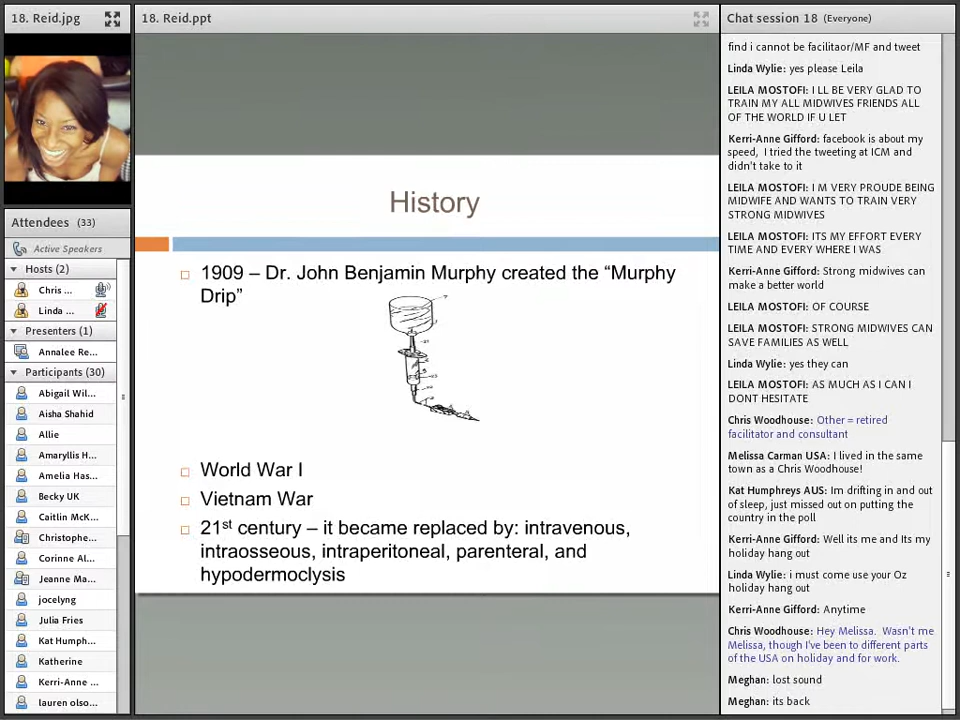 18. Reid.jpg
Attendees (33)
Active Speakers
Hosts (2)
Chris ...
Linda ...
Presenters (1)
Annalee Re...
Participants (30)
Abigail Wil...
Aisha Shahid
Allie
Amaryllis H...
Amelia Has...
Becky UK
Caitlin McK...
Christophe...
Corinne Al...
Jeanne Ma...
jocelyng
Julia Fries
Kat Humph...
Katherine
Kerri-Anne ...
lauren olso...
18. Reid.ppt
History
1909 – Dr. John Benjamin Murphy created the “Murphy
Drip”
World War I
Vietnam War
21st century – it became replaced by: intravenous,
intraosseous, intraperitoneal, parenteral, and
hypodermoclysis
Chat session 18 (Everyone)
find i cannot be facilitaor/MF and tweet
Linda Wylie: yes please Leila
LEILA MOSTOFI: I LL BE VERY GLAD TO
TRAIN MY ALL MIDWIVES FRIENDS ALL
OF THE WORLD IF U LET
Kerri-Anne Gifford: facebook is about my
speed, I tried the tweeting at ICM and
didn't take to it
LEILA MOSTOFI: I M VERY PROUDE BEING
MIDWIFE AND WANTS TO TRAIN VERY
STRONG MIDWIVES
LEILA MOSTOFI: ITS MY EFFORT EVERY
TIME AND EVERY WHERE I WAS
Kerri-Anne Gifford: Strong midwives can
make a better world
LEILA MOSTOFI: OF COURSE
LEILA MOSTOFI: STRONG MIDWIVES CAN
SAVE FAMILIES AS WELL
Linda Wylie: yes they can
LEILA MOSTOFI: AS MUCH AS I CAN I
DONT HESITATE
Chris Woodhouse: Other = retired
facilitator and consultant
Melissa Carman USA: I lived in the same
town as a Chris Woodhouse!
Kat Humphreys AUS: Im drifting in and out
of sleep, just missed out on putting the
country in the poll
Kerri-Anne Gifford: Well its me and Its my
holiday hang out
Linda Wylie: i must come use your Oz
holiday hang out
Kerri-Anne Gifford: Anytime
Chris Woodhouse: Hey Melissa. Wasn't me
Melissa, though I've been to different parts
of the USA on holiday and for work.
Meghan: lost sound
Meghan: its back